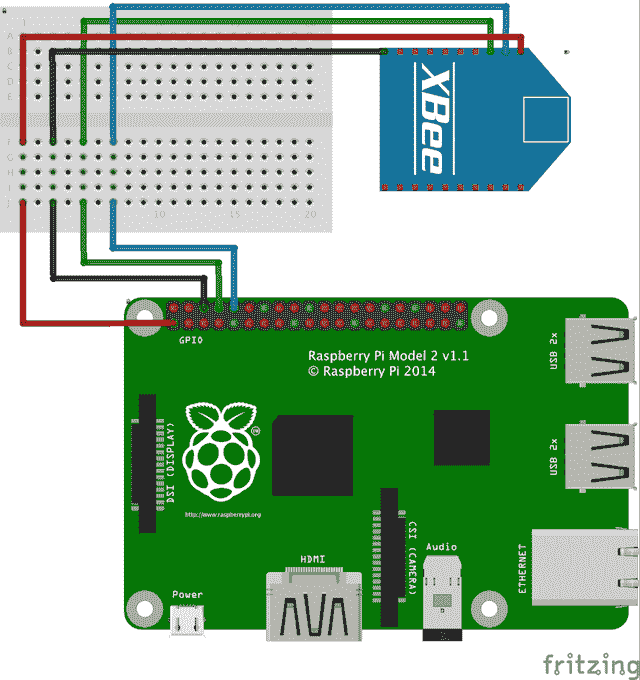 1
A
B
C
D
E
F
G
H
I
J
10
15
20
XBee
GPIO
Raspberry Pi Model 2 v1.1
© Raspberry Pi 2014
USB 2x
USB 2x
DSI (DISPLAY)
http://www.raspberrypi.org
CSI (CAMERA)
HDMI
Audio
ETHERNET
Power
fritzing